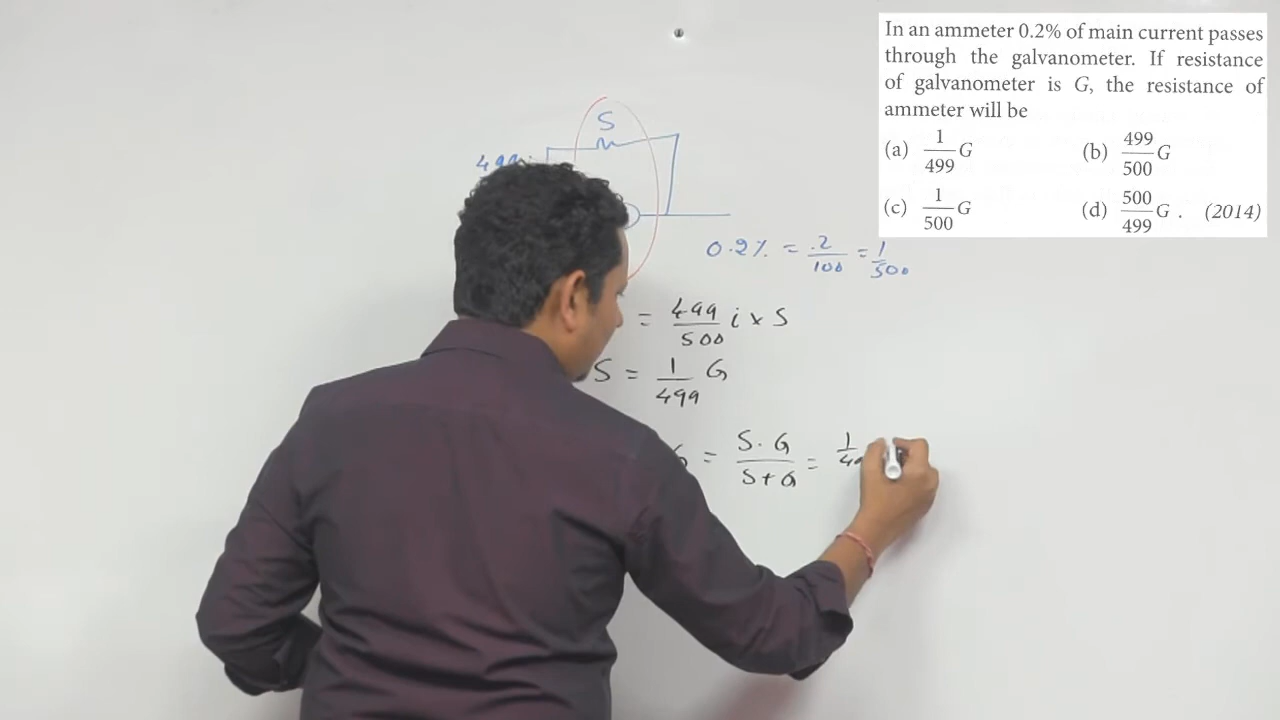 In an ammeter 0.2% of main current passes
through the galvanometer. If resistance
of galvanometer is G, the resistance of
ammeter will be
(a) 1/499 G (b) 499/500 G
(c) 1/500 G (d) 500/499 G . (2014)
S
499
0.2% = .2/100 = 1/500
= 499/500 i × S
S = 1/499 G
= S·G/S+G = 1/